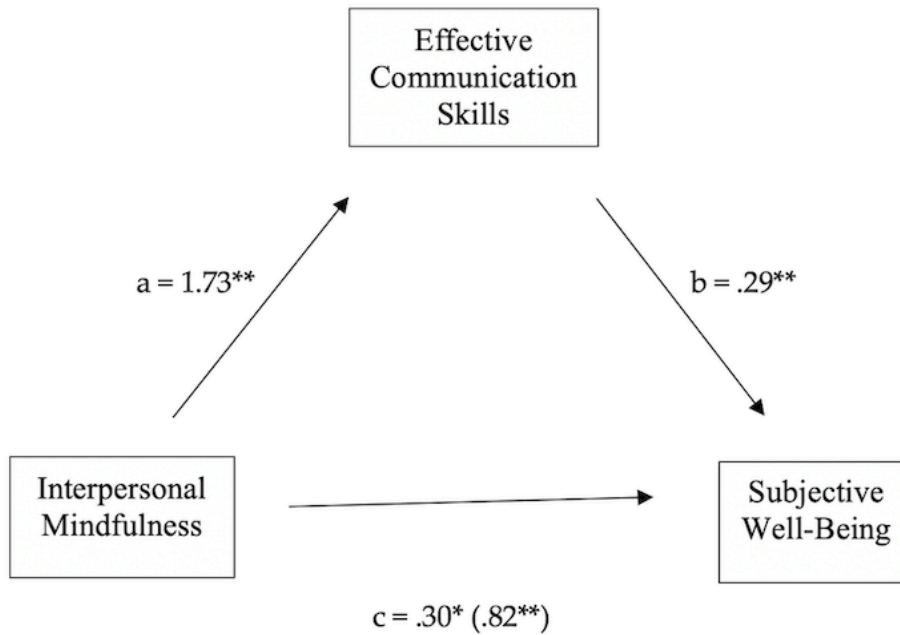 Effective
Communication
Skills
a = 1.73**
b = .29**
Interpersonal
Mindfulness
Subjective
Well-Being
c = .30* (.82**)